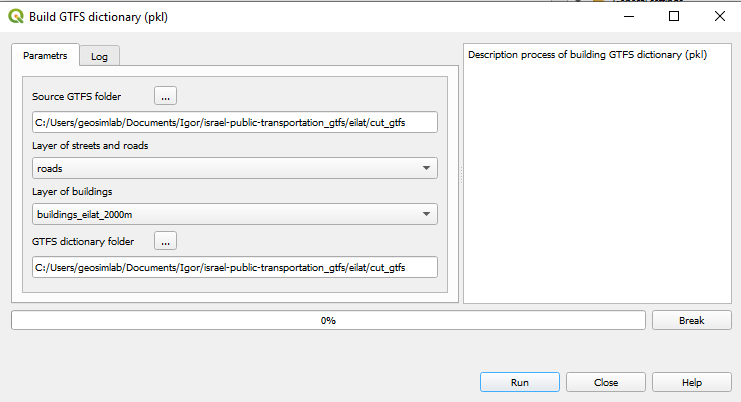 General settings
Build GTFS dictionary (pkl)
Parametrs
Log
Source GTFS folder
...
C:/Users/geosimlab/Documents/Igor/israel-public-transportation_gtfs/eilat/cut_gtfs
Layer of streets and roads
roads
Layer of buildings
buildings_eilat_2000m
GTFS dictionary folder
...
C:/Users/geosimlab/Documents/Igor/israel-public-transportation_gtfs/eilat/cut_gtfs
Description process of building GTFS dictionary (pkl)
0%
Break
Run
Close
Help